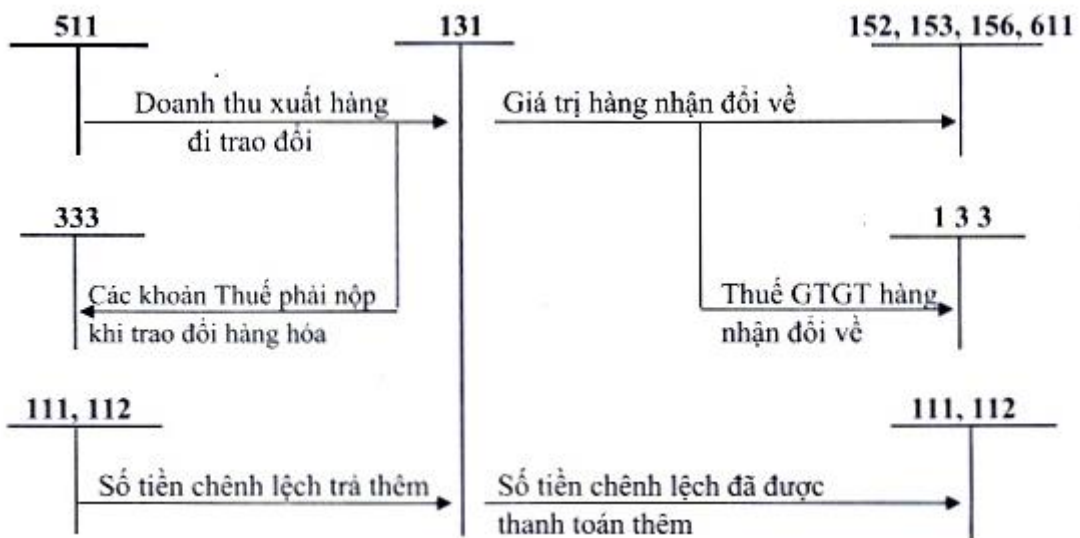 511
131
152, 153, 156, 611
Doanh thu xuất hàng
đi trao đổi
Giá trị hàng nhận đổi về
333
1 3 3
Các khoản Thuế phải nộp
khi trao đổi hàng hóa
Thuế GTGT hàng
nhận đổi về
111, 112
111, 112
Số tiền chênh lệch trả thêm
Số tiền chênh lệch đã được
thanh toán thêm